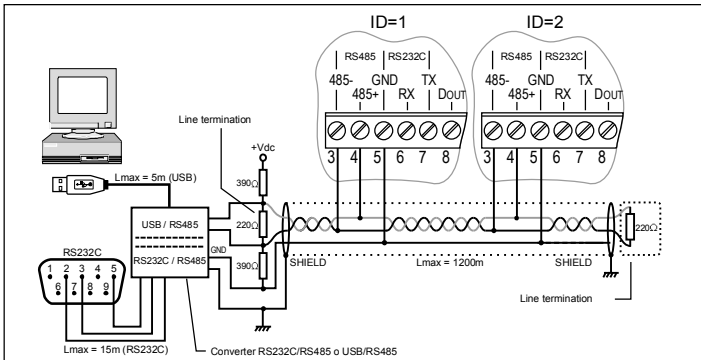 ID=1
ID=2
RS485 RS232C
RS485 RS232C
485- GND TX
485- GND TX
485+ RX DOUT
485+ RX DOUT
3 4 5 6 7 8
3 4 5 6 7 8
Line termination
+Vdc
390Ω
220Ω
390Ω
Lmax = 5m (USB)
USB / RS485
RS232C / RS485
GND
SHIELD
Lmax = 1200m
SHIELD
220Ω
Line termination
RS232C
1 2 3 4 5
6 7 8 9
Lmax = 15m (RS232C)
Converter RS232C/RS485 o USB/RS485